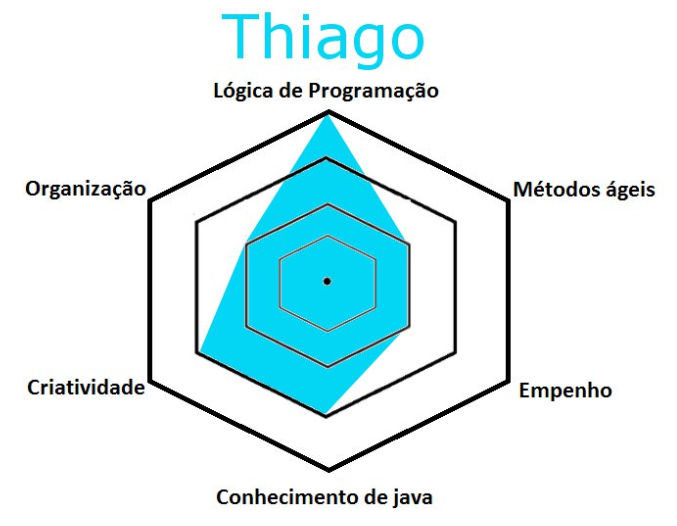 Thiago
Lógica de Programação
Organização
Métodos ágeis
Criatividade
Empenho
Conhecimento de java